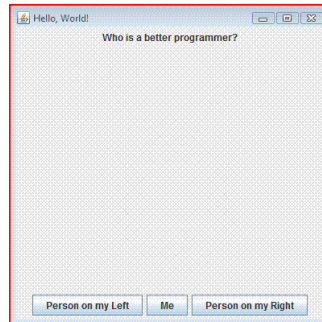 Hello, World!
Who is a better programmer?
Person on my Left Me Person on my Right